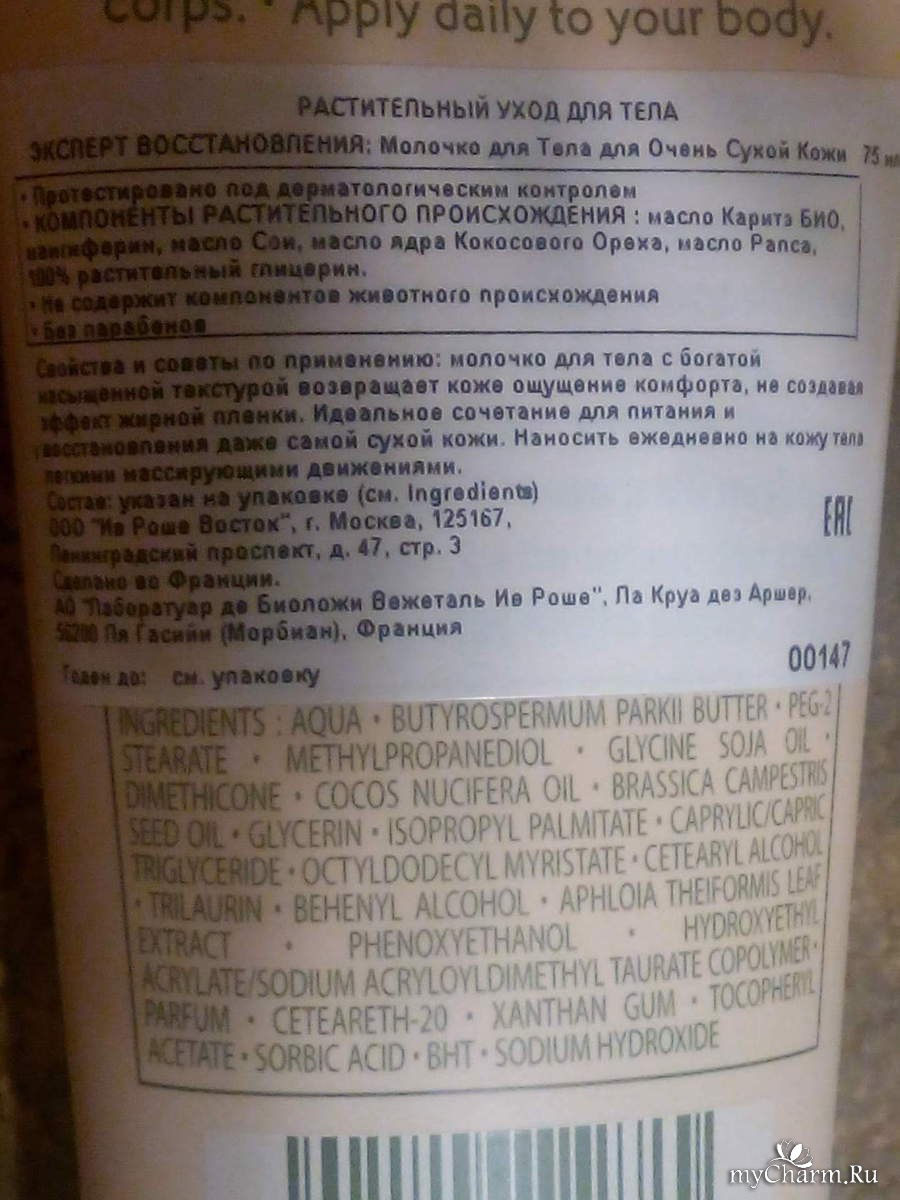 corps. • Apply daily to your body.
РАСТИТЕЛЬНЫЙ УХОД ДЛЯ ТЕЛА
ЭКСПЕРТ ВОССТАНОВЛЕНИЯ: Молочко для Тела для Очень Сухой Кожи 75 мл
• Протестировано под дерматологическим контролем
• КОМПОНЕНТЫ РАСТИТЕЛЬНОГО ПРОИСХОЖДЕНИЯ : масло Каритэ БИО,
мангиферин, масло Сои, масло ядра Кокосового Ореха, масло Рапса,
100% растительный глицерин.
• Не содержит компонентов животного происхождения
• Без парабенов
Свойства и советы по применению: молочко для тела с богатой
насыщенной текстурой возвращает коже ощущение комфорта, не создавая
эффект жирной пленки. Идеальное сочетание для питания и
восстановления даже самой сухой кожи. Наносить ежедневно на кожу тела
легкими массирующими движениями.
Состав: указан на упаковке (см. Ingredients)
ООО "Ив Роше Восток", г. Москва, 125167,
Ленинградский проспект, д. 47, стр. 3
EAC
Сделано во Франции.
АО "Лаборатуар де Биоложи Вежеталь Ив Роше", Ла Круа дез Аршер,
56200 Ля Гасийи (Морбиан), Франция
00147
Годен до: см. упаковку
INGREDIENTS : AQUA • BUTYROSPERMUM PARKII BUTTER • PEG-2
STEARATE • METHYLPROPANEDIOL • GLYCINE SOJA OIL •
DIMETHICONE • COCOS NUCIFERA OIL • BRASSICA CAMPESTRIS
SEED OIL • GLYCERIN • ISOPROPYL PALMITATE • CAPRYLIC/CAPRIC
TRIGLYCERIDE • OCTYLDODECYL MYRISTATE • CETEARYL ALCOHOL
• TRILAURIN • BEHENYL ALCOHOL • APHLOIA THEIFORMIS LEAF
EXTRACT • PHENOXYETHANOL • HYDROXYETHYL
ACRYLATE/SODIUM ACRYLOYLDIMETHYL TAURATE COPOLYMER •
PARFUM • CETEARETH-20 • XANTHAN GUM • TOCOPHERYL
ACETATE • SORBIC ACID • BHT • SODIUM HYDROXIDE
myCharm.Ru